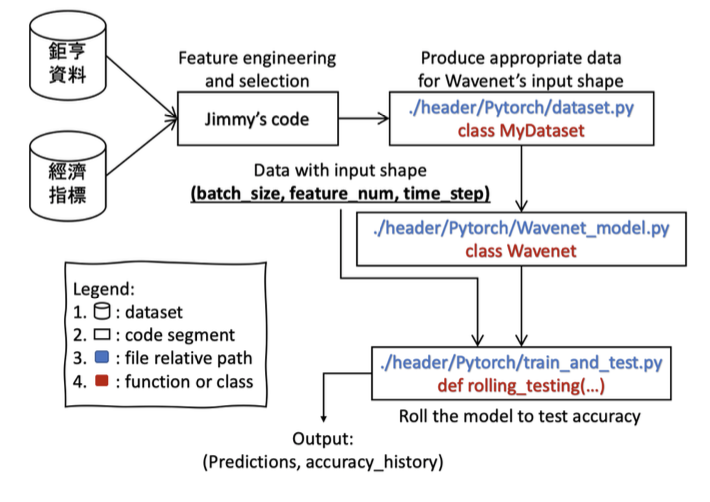 鉅亨
資料
Feature engineering
and selection
Jimmy's code
Produce appropriate data
for Wavenet's input shape
./header/Pytorch/dataset.py
class MyDataset
經濟
指標
Data with input shape
(batch_size, feature_num, time_step)
./header/Pytorch/Wavenet_model.py
class Wavenet
Legend:
1. : dataset
2. : code segment
3. : file relative path
4. : function or class
./header/Pytorch/train_and_test.py
def rolling_testing(…)
Roll the model to test accuracy
Output:
(Predictions, accuracy_history)